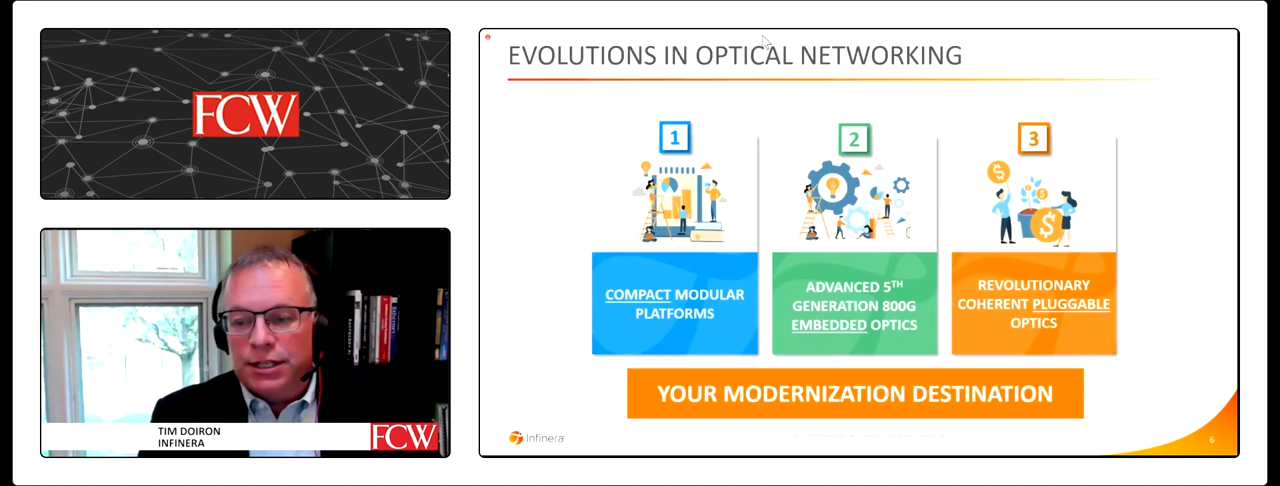 FCW
TIM DOIRON
INFINERA
FCW
EVOLUTIONS IN OPTICAL NETWORKING
1
COMPACT MODULAR
PLATFORMS
2
ADVANCED 5TH
GENERATION 800G
EMBEDDED OPTICS
3
REVOLUTIONARY
COHERENT PLUGGABLE
OPTICS
YOUR MODERNIZATION DESTINATION
Infinera
6